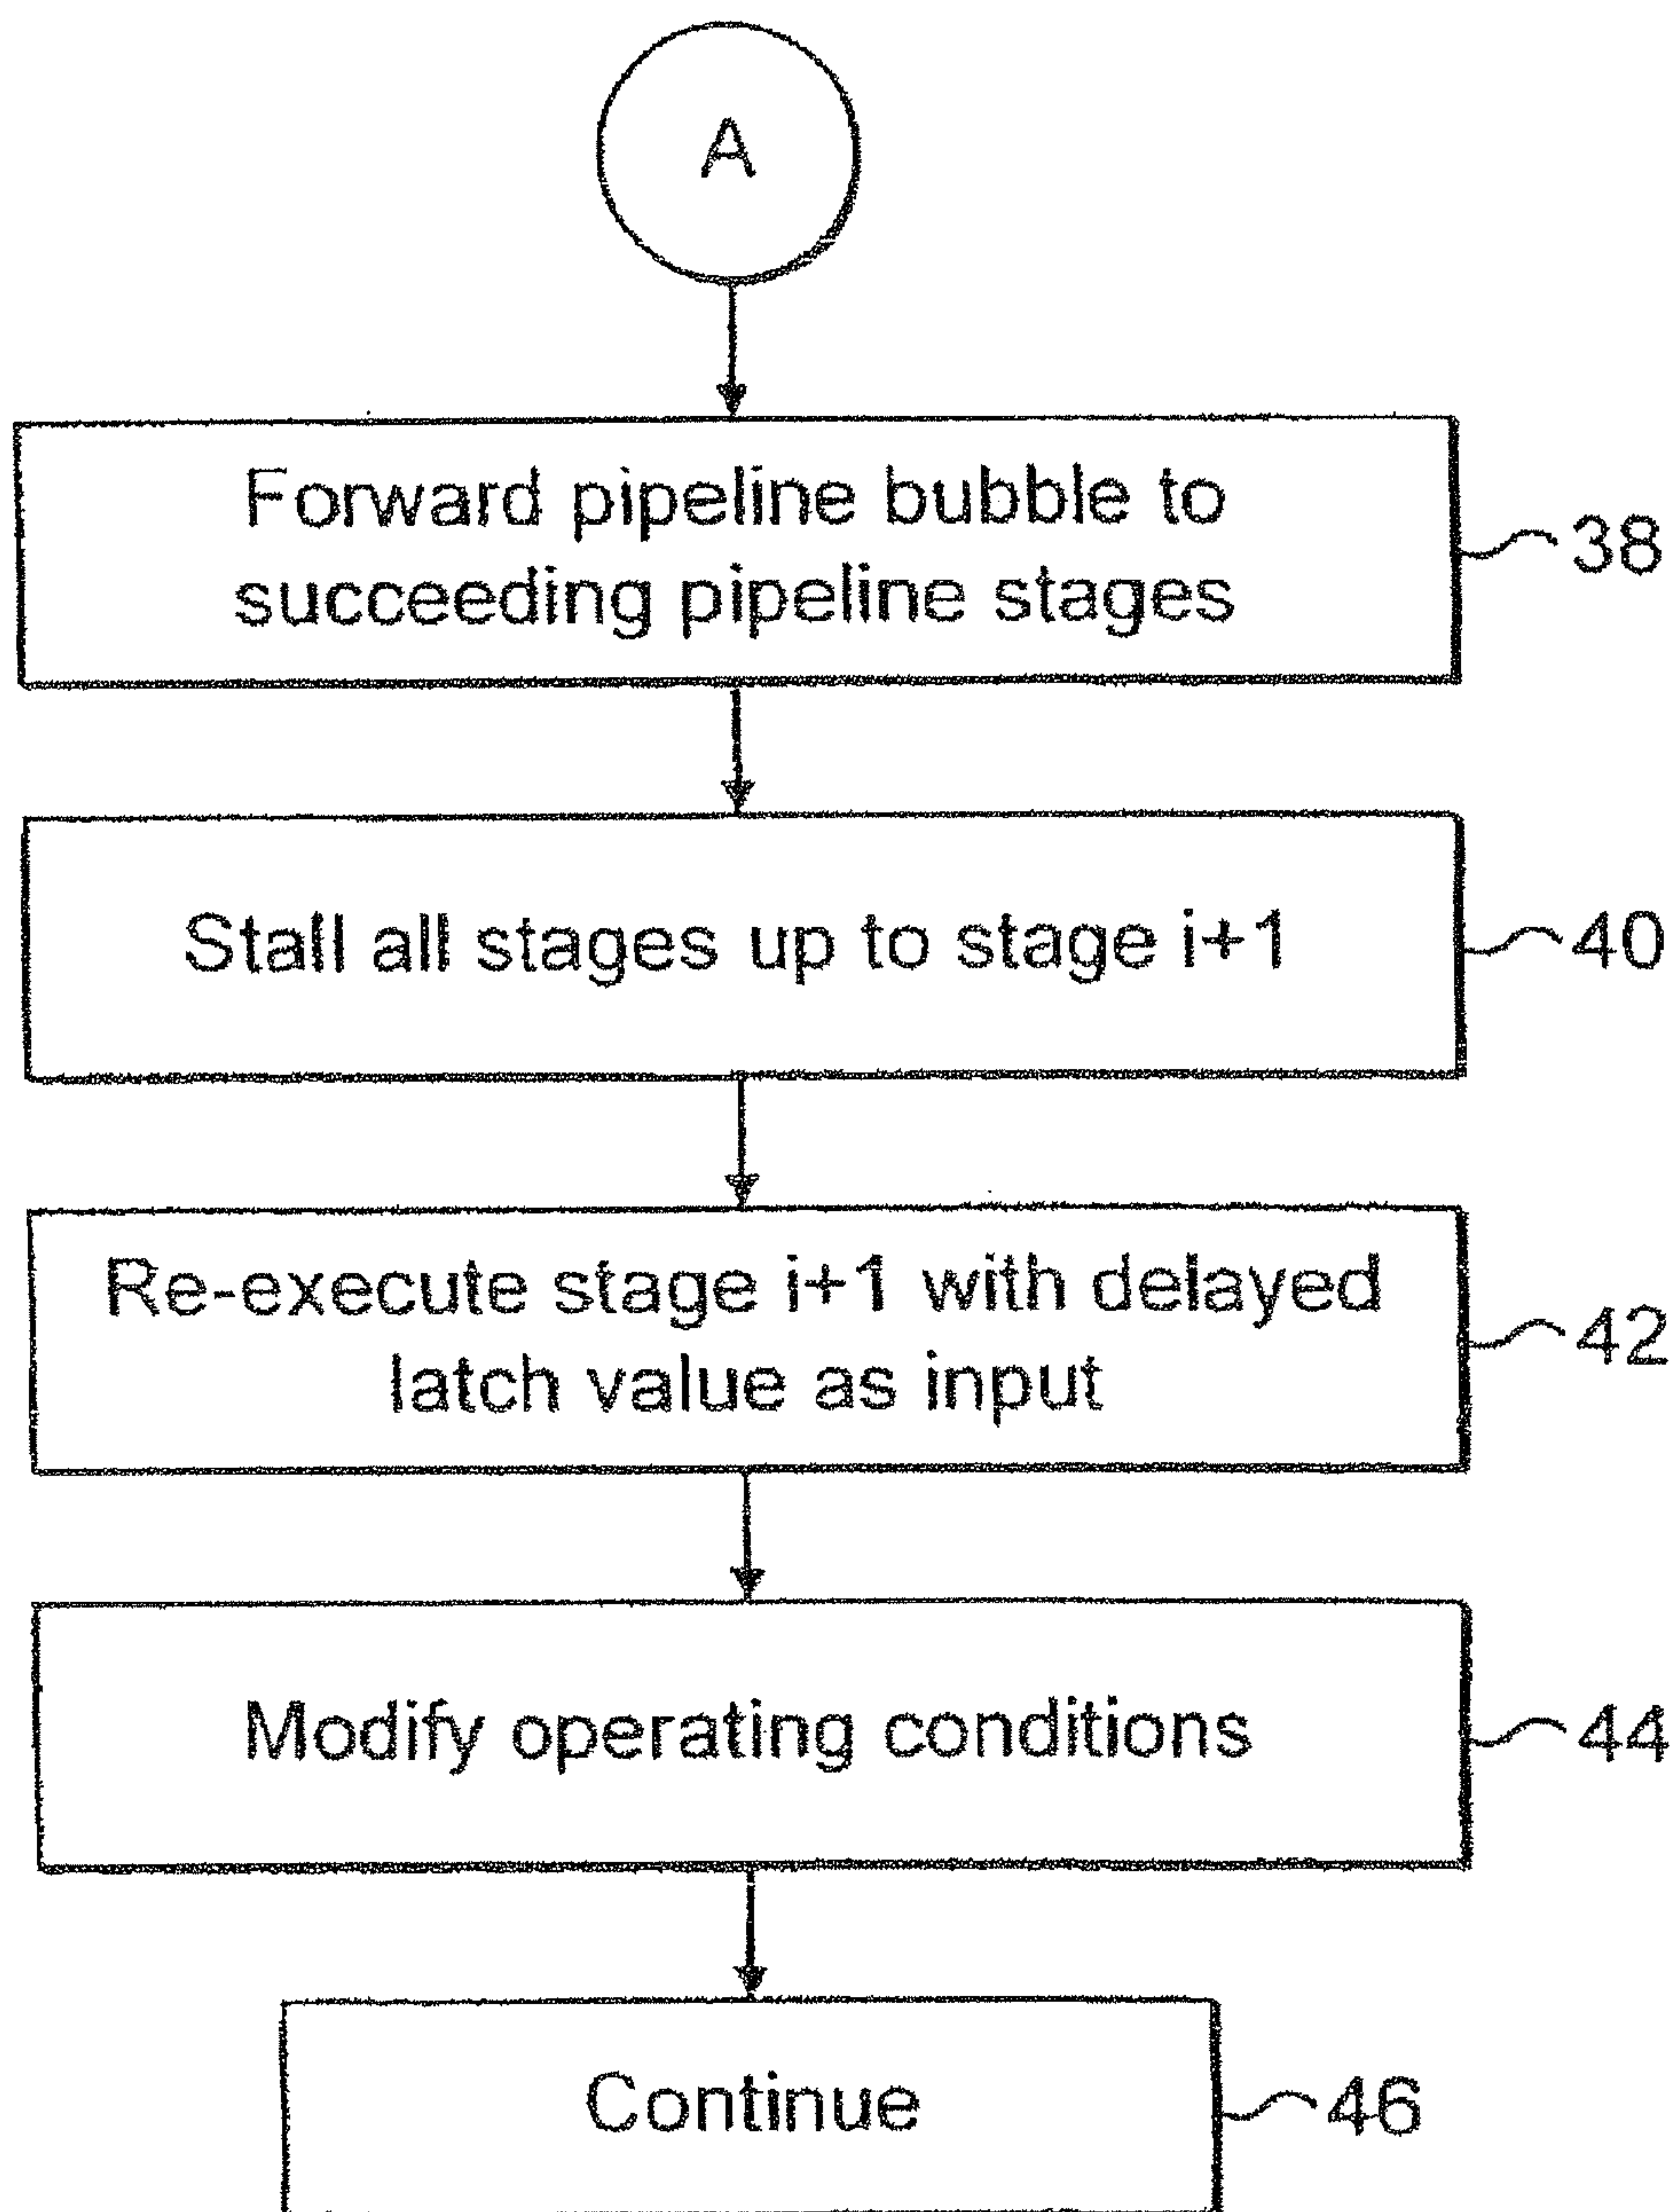 A
Forward pipeline bubble to
succeeding pipeline stages
38
Stall all stages up to stage i+1
40
Re-execute stage i+1 with delayed
latch value as input
42
Modify operating conditions
44
Continue
46